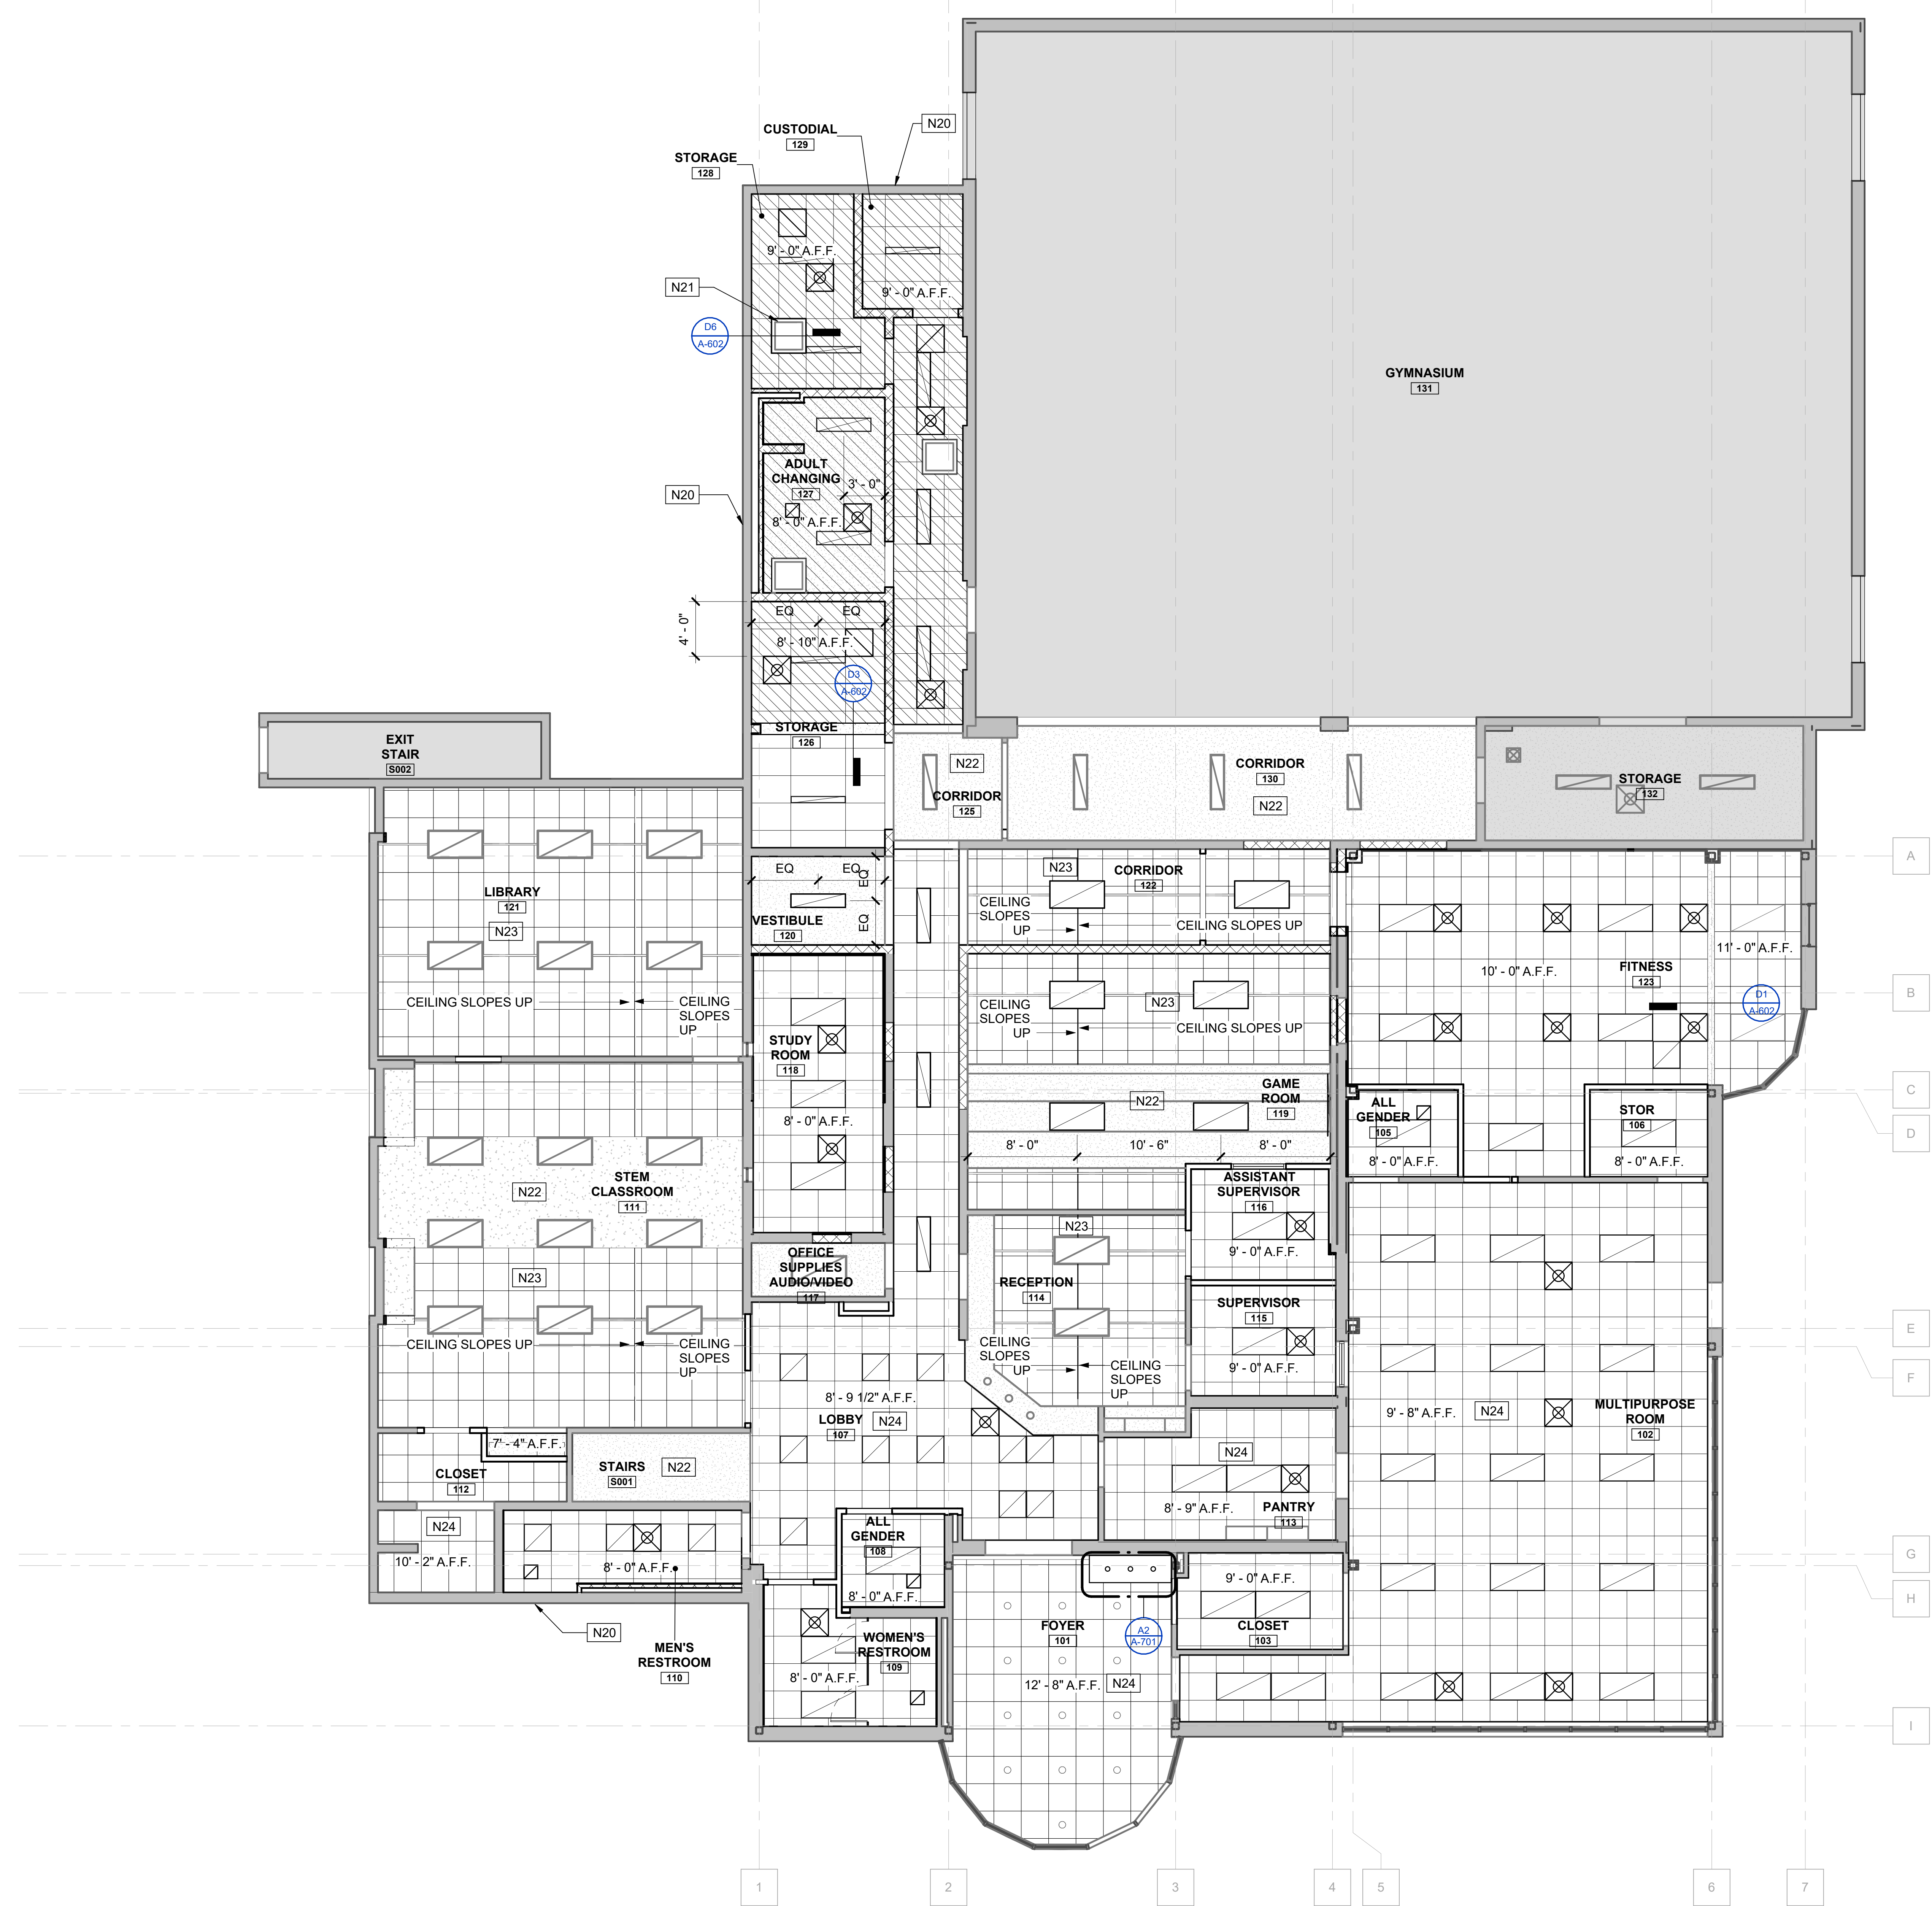 CUSTODIAL
129
N20
STORAGE
128
9' - 0" A.F.F.
N21
9' - 0" A.F.F.
D6
A-602
GYMNASIUM
131
ADULT
CHANGING
127
3' - 0"
N20
8' - 0" A.F.F.
EQ
EQ
4' - 0"
8' - 10" A.F.F.
D3
A-602
STORAGE
126
EXIT
STAIR
S002
N22
CORRIDOR
125
CORRIDOR
130
N22
STORAGE
132
A
EQ
EQ
EQ
EQ
VESTIBULE
120
N23
CORRIDOR
122
CEILING
SLOPES
UP
CEILING SLOPES UP
LIBRARY
121
N23
CEILING SLOPES UP
CEILING
SLOPES
UP
11' - 0" A.F.F.
10' - 0" A.F.F.
FITNESS
123
D1
A-602
B
CEILING
SLOPES
UP
N23
CEILING SLOPES UP
STUDY
ROOM
118
8' - 0" A.F.F.
GAME
ROOM
119
N22
8' - 0"
10' - 6"
8' - 0"
ALL
GENDER
105
8' - 0" A.F.F.
STOR
106
8' - 0" A.F.F.
C
D
STEM
CLASSROOM
111
N22
N23
CEILING SLOPES UP
CEILING
SLOPES
UP
ASSISTANT
SUPERVISOR
116
9' - 0" A.F.F.
N23
RECEPTION
114
CEILING
SLOPES
UP
CEILING
SLOPES
UP
OFFICE
SUPPLIES
AUDIO/VIDEO
117
SUPERVISOR
115
9' - 0" A.F.F.
E
F
8' - 9 1/2" A.F.F.
LOBBY
107
N24
9' - 8" A.F.F.
N24
MULTIPURPOSE
ROOM
102
7' - 4" A.F.F.
CLOSET
112
STAIRS
S001
N22
N24
8' - 9" A.F.F.
PANTRY
113
N24
10' - 2" A.F.F.
8' - 0" A.F.F.
ALL
GENDER
108
8' - 0" A.F.F.
G
H
9' - 0" A.F.F.
CLOSET
103
N20
MEN'S
RESTROOM
110
WOMEN'S
RESTROOM
109
8' - 0" A.F.F.
FOYER
101
A2
A-701
12' - 8" A.F.F.
N24
I
1
2
3
4
5
6
7